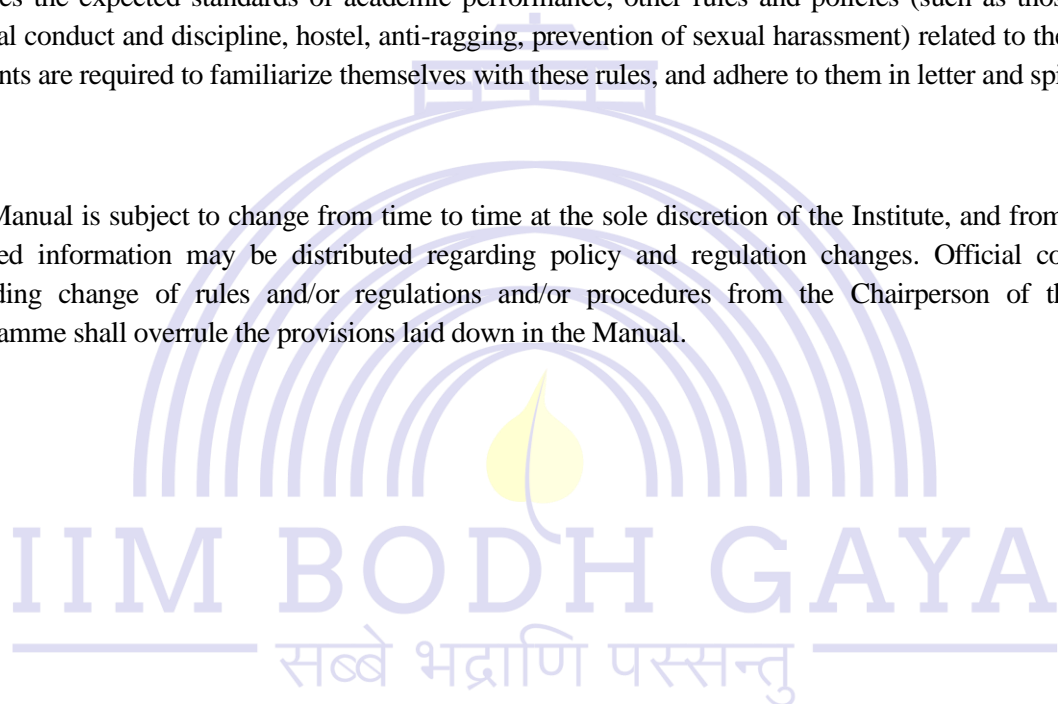 es the expected standards of academic performance, other rules and policies (such as thos
al conduct and discipline, hostel, anti-ragging, prevention of sexual harassment) related to the
nts are required to familiarize themselves with these rules, and adhere to them in letter and spi
Manual is subject to change from time to time at the sole discretion of the Institute, and from
ed information may be distributed regarding policy and regulation changes. Official co
ding change of rules and/or regulations and/or procedures from the Chairperson of th
amme shall overrule the provisions laid down in the Manual.
IIM BODH GAYA
सब्बे भद्राणि पस्सन्तु